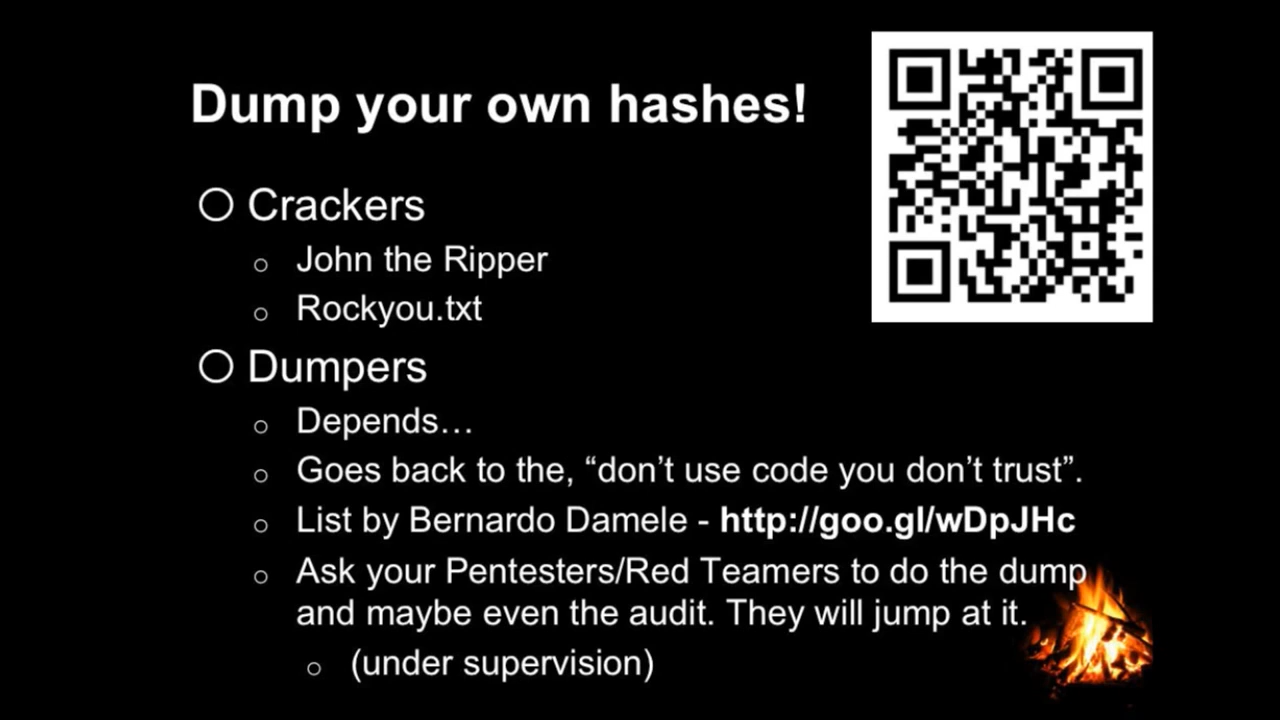 Dump your own hashes!
Crackers
John the Ripper
Rockyou.txt
Dumpers
Depends…
Goes back to the, “don’t use code you don’t trust”.
List by Bernardo Damele - http://goo.gl/wDpJHc
Ask your Pentesters/Red Teamers to do the dump
and maybe even the audit. They will jump at it.
(under supervision)